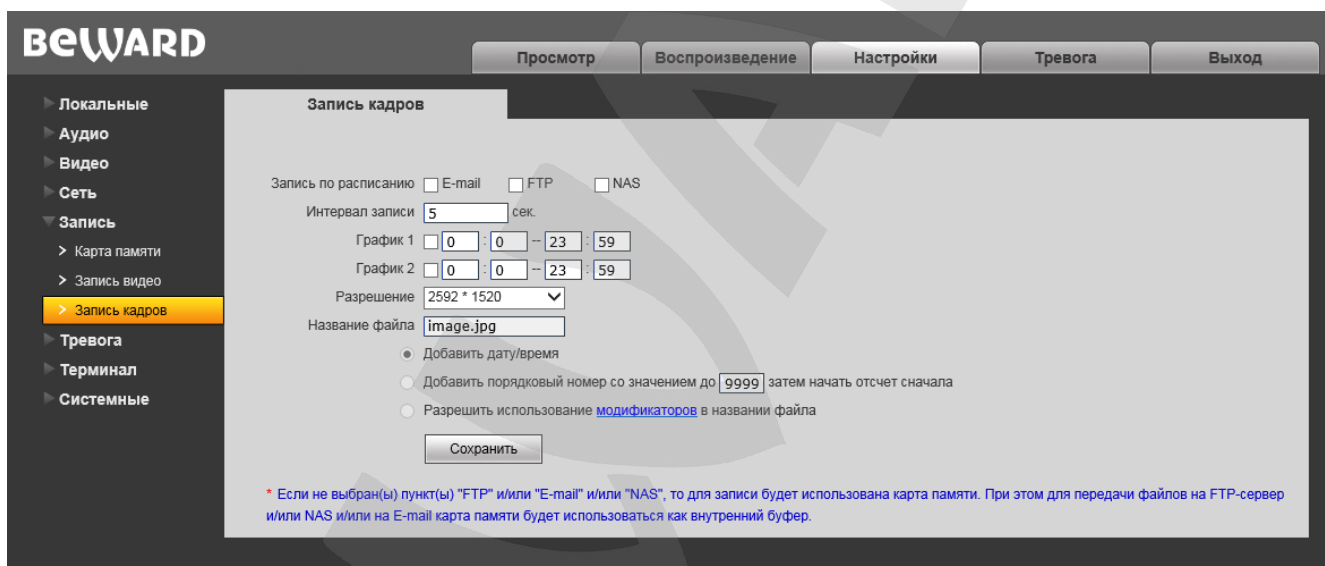 BEWARD
Просмотр Воспроизведение Настройки Тревога Выход
Локальные
Аудио
Видео
Сеть
Запись
Карта памяти
Запись видео
Запись кадров
Тревога
Терминал
Системные
Запись кадров
Запись по расписанию E-mail FTP NAS
Интервал записи 5 сек.
График 1 0 : 0 -- 23 : 59
График 2 0 : 0 -- 23 : 59
Разрешение 2592 * 1520
Название файла image.jpg
Добавить дату/время
Добавить порядковый номер со значением до 9999 затем начать отсчет сначала
Разрешить использование модификаторов в названии файла
Сохранить
* Если не выбран(ы) пункт(ы) "FTP" и/или "E-mail" и/или "NAS", то для записи будет использована карта памяти. При этом для передачи файлов на FTP-сервер
и/или NAS и/или на E-mail карта памяти будет использоваться как внутренний буфер.